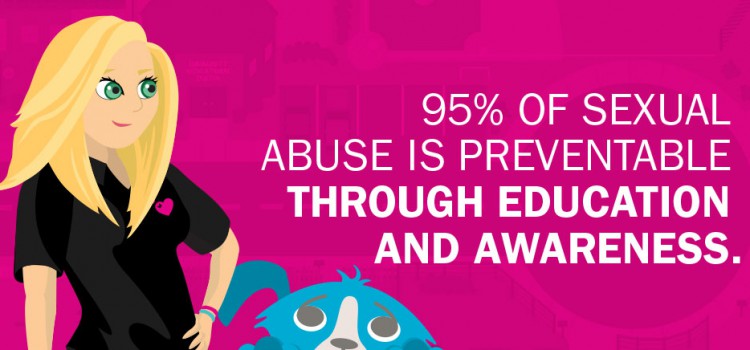 95% OF SEXUAL
ABUSE IS PREVENTABLE
THROUGH EDUCATION
AND AWARENESS.